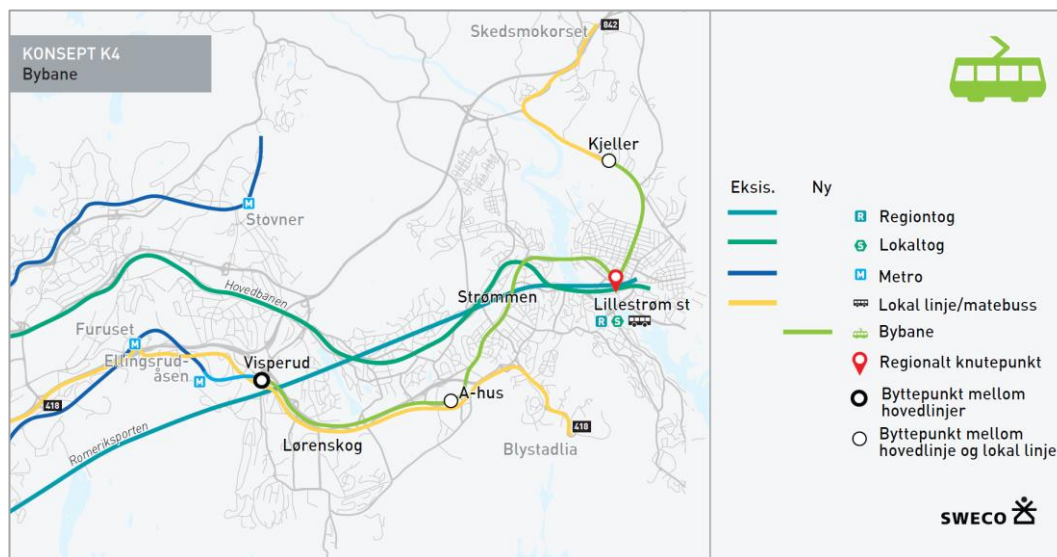 KONSEPT K4
Bybane
Skedsmokorset
842
Kjeller
Stovner
Hovedbanen
Strømmen
Lillestrøm st
Furuset
Ellingsrud-
åsen
Visperud
A-hus
418
Romeriksporten
Lørenskog
Blystadlia
418
Eksis.
Ny
R Regiontog
S Lokaltog
M Metro
Lokal linje/matebuss
Bybane
Regionalt knutepunkt
Byttepunkt mellom
hovedlinjer
Byttepunkt mellom
hovedlinje og lokal linje
SWECO
M
M
M
R S